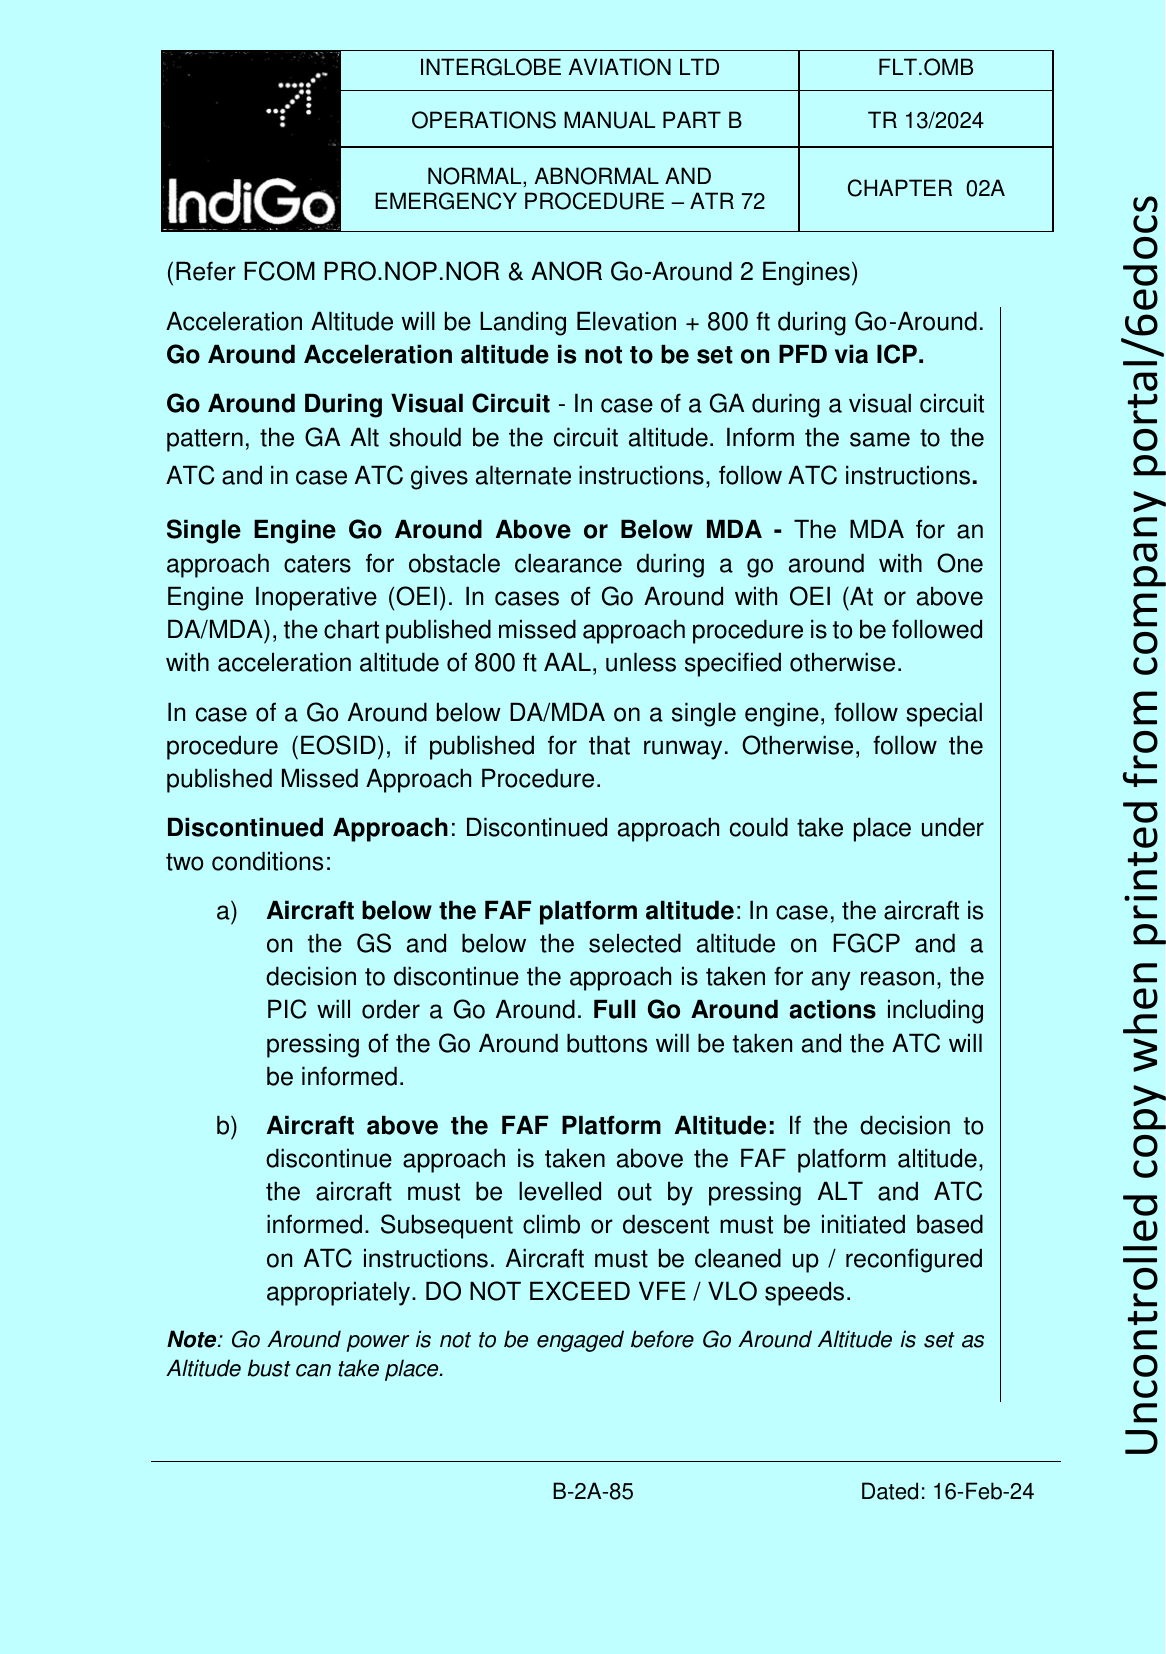 INTERGLOBE AVIATION LTD
FLT.OMB
OPERATIONS MANUAL PART B
TR 13/2024
IndiGo
NORMAL, ABNORMAL AND
EMERGENCY PROCEDURE – ATR 72
CHAPTER 02A
(Refer FCOM PRO.NOP.NOR & ANOR Go-Around 2 Engines)
Acceleration Altitude will be Landing Elevation + 800 ft during Go-Around.
Go Around Acceleration altitude is not to be set on PFD via ICP.
Go Around During Visual Circuit - In case of a GA during a visual circuit
pattern, the GA Alt should be the circuit altitude. Inform the same to the
ATC and in case ATC gives alternate instructions, follow ATC instructions.
Single Engine Go Around Above or Below MDA - The MDA for an
approach caters for obstacle clearance during a go around with One
Engine Inoperative (OEI). In cases of Go Around with OEI (At or above
DA/MDA), the chart published missed approach procedure is to be followed
with acceleration altitude of 800 ft AAL, unless specified otherwise.
In case of a Go Around below DA/MDA on a single engine, follow special
procedure (EOSID), if published for that runway. Otherwise, follow the
published Missed Approach Procedure.
Discontinued Approach: Discontinued approach could take place under
two conditions:
a) Aircraft below the FAF platform altitude: In case, the aircraft is
on the GS and below the selected altitude on FGCP and a
decision to discontinue the approach is taken for any reason, the
PIC will order a Go Around. Full Go Around actions including
pressing of the Go Around buttons will be taken and the ATC will
be informed.
b) Aircraft above the FAF Platform Altitude: If the decision to
discontinue approach is taken above the FAF platform altitude,
the aircraft must be levelled out by pressing ALT and ATC
informed. Subsequent climb or descent must be initiated based
on ATC instructions. Aircraft must be cleaned up / reconfigured
appropriately. DO NOT EXCEED VFE / VLO speeds.
Note: Go Around power is not to be engaged before Go Around Altitude is set as
Altitude bust can take place.
B-2A-85
Dated: 16-Feb-24
Uncontrolled copy when printed from company portal/6edocs